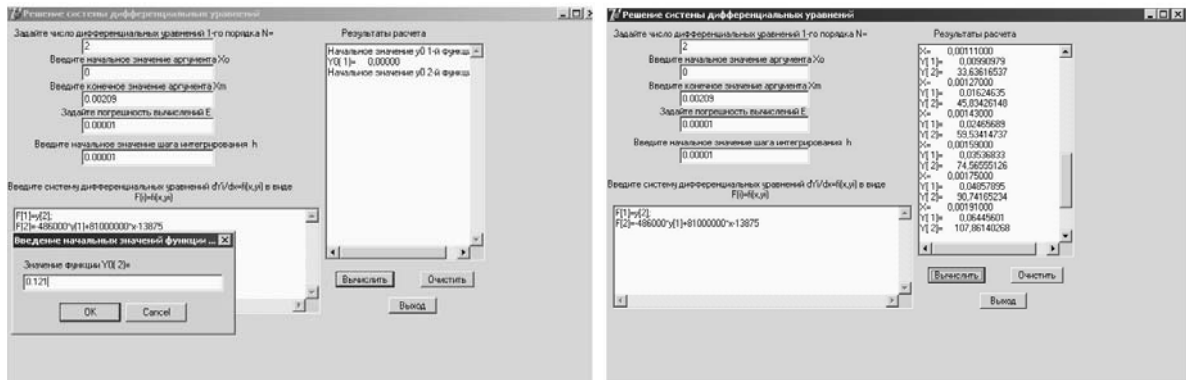 Решение системы дифференциальных уравнений
Задайте число дифференциальных уравнений 1-го порядка N=
2
Введите начальное значение аргумента Xo
0
Введите конечное значение аргумента Xm
0.00209
Задайте погрешность вычислений E
0.00001
Введите начальное значение шага интегрирования h
0.00001
Введите систему дифференциальных уравнений dYi/dx=fi(x,yi) в виде
F(i)=fi(x,yi)
F[1]=y[2];
F[2]=-486000*y[1]+81000000*x-13875
Введение начальных значений функции ...
Значение функции Y0( 2)=
0.121
OK
Cancel
Результаты расчета
Начальное значение y0 1-й функц
Y0( 1)= 0,00000
Начальное значение y0 2-й функц
Вычислить
Очистить
Выход
Решение системы дифференциальных уравнений
Задайте число дифференциальных уравнений 1-го порядка N=
2
Введите начальное значение аргумента Xo
0
Введите конечное значение аргумента Xm
0.00209
Задайте погрешность вычислений E
0.00001
Введите начальное значение шага интегрирования h
0.00001
Введите систему дифференциальных уравнений dYi/dx=fi(x,yi) в виде
F(i)=fi(x,yi)
F[1]=y[2];
F[2]=-486000*y[1]+81000000*x-13875
Результаты расчета
X= 0,00111000
Y[ 1]= 0,00990979
Y[ 2]= 33,63616537
X= 0,00127000
Y[ 1]= 0,01624635
Y[ 2]= 45,83426148
X= 0,00143000
Y[ 1]= 0,02465689
Y[ 2]= 59,53414737
X= 0,00159000
Y[ 1]= 0,03536833
Y[ 2]= 74,56555126
X= 0,00175000
Y[ 1]= 0,04857895
Y[ 2]= 90,74165234
X= 0,00191000
Y[ 1]= 0,06445601
Y[ 2]= 107,86140268
Вычислить
Очистить
Выход